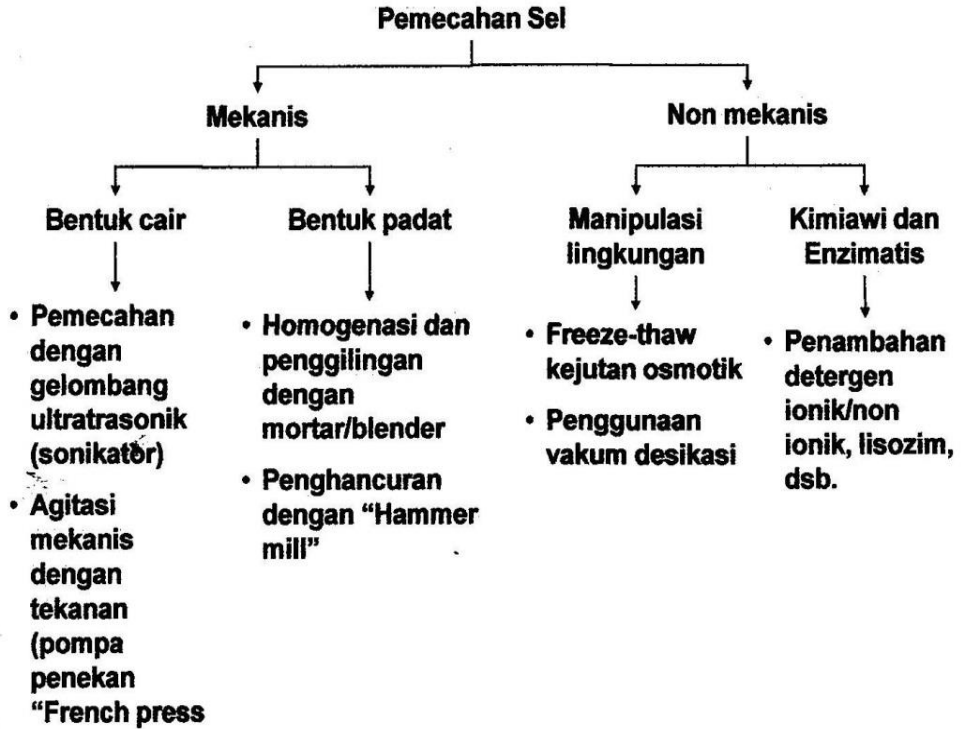 Pemecahan Sel
Mekanis
Non mekanis
Bentuk cair
Bentuk padat
Manipulasi
lingkungan
Kimiawi dan
Enzimatis
• Pemecahan
dengan
gelombang
ultratrasonik
(sonikator)
• Agitasi
mekanis
dengan
tekanan
(pompa
penekan
“French press
• Homogenasi dan
penggilingan
dengan
mortar/blender
• Penghancuran
dengan “Hammer
mill”
• Freeze-thaw
kejutan osmotik
• Penggunaan
vakum desikasi
• Penambahan
detergen
ionik/non
ionik, lisozim,
dsb.